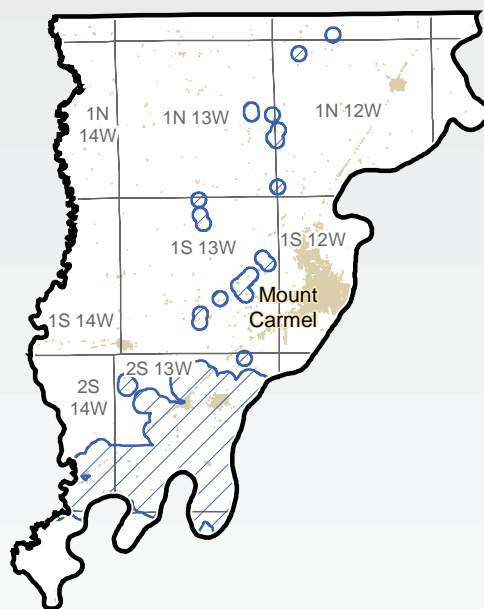 1N
14W
1N 13W
1N 12W
1S 13W
1S 12W
1S 14W
Mount
Carmel
2S 13W
2S
14W